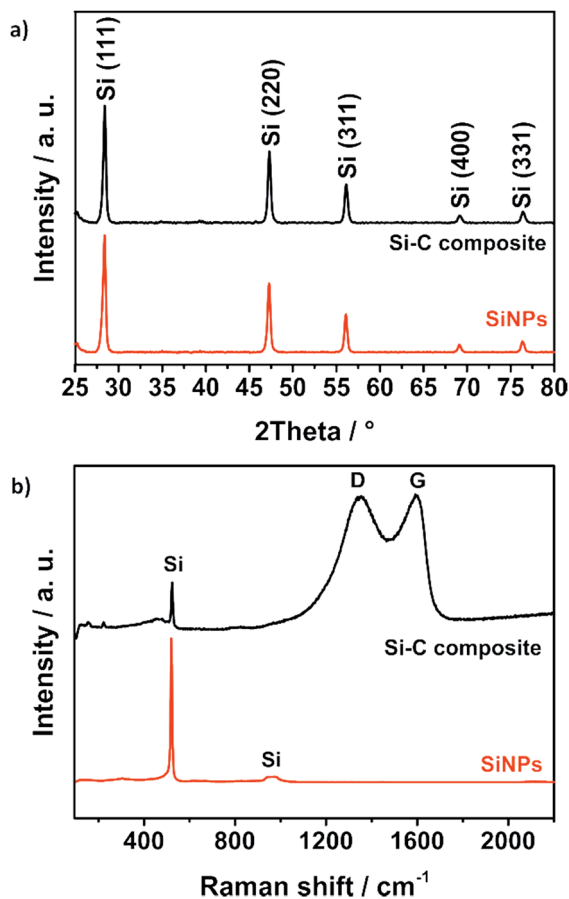 a)
Intensity / a. u.
Si (111)
Si (220)
Si (311)
Si (400)
Si (331)
Si-C composite
SiNPs
25 30 35 40 45 50 55 60 65 70 75 80
2Theta / °
b)
Intensity / a. u.
D G
Si
Si-C composite
Si
SiNPs
400 800 1200 1600 2000
Raman shift / cm-1